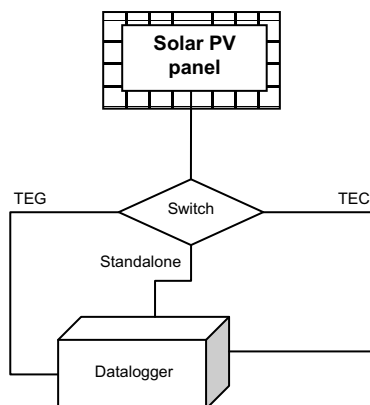 Solar PV
panel
TEG
Switch
TEC
Standalone
Datalogger